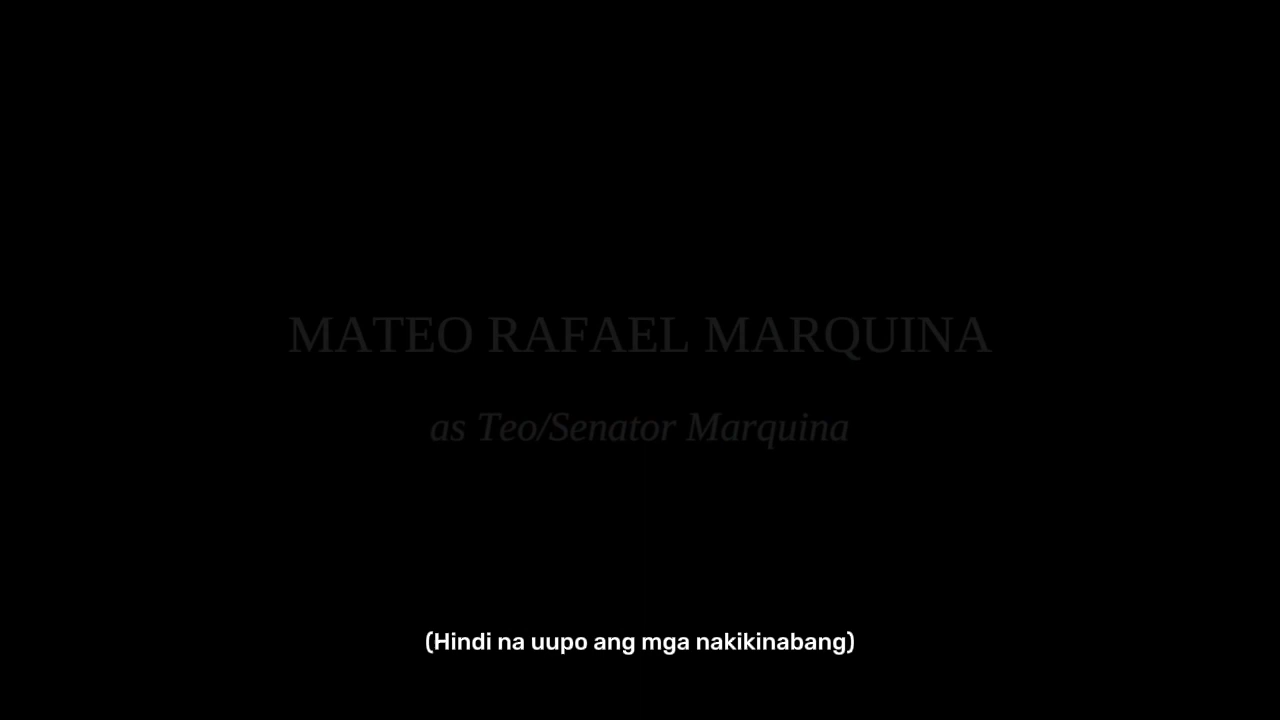 MATEO RAFAEL MARQUINA
as Teo/Senator Marquina
(Hindi na uupo ang mga nakikinabang)